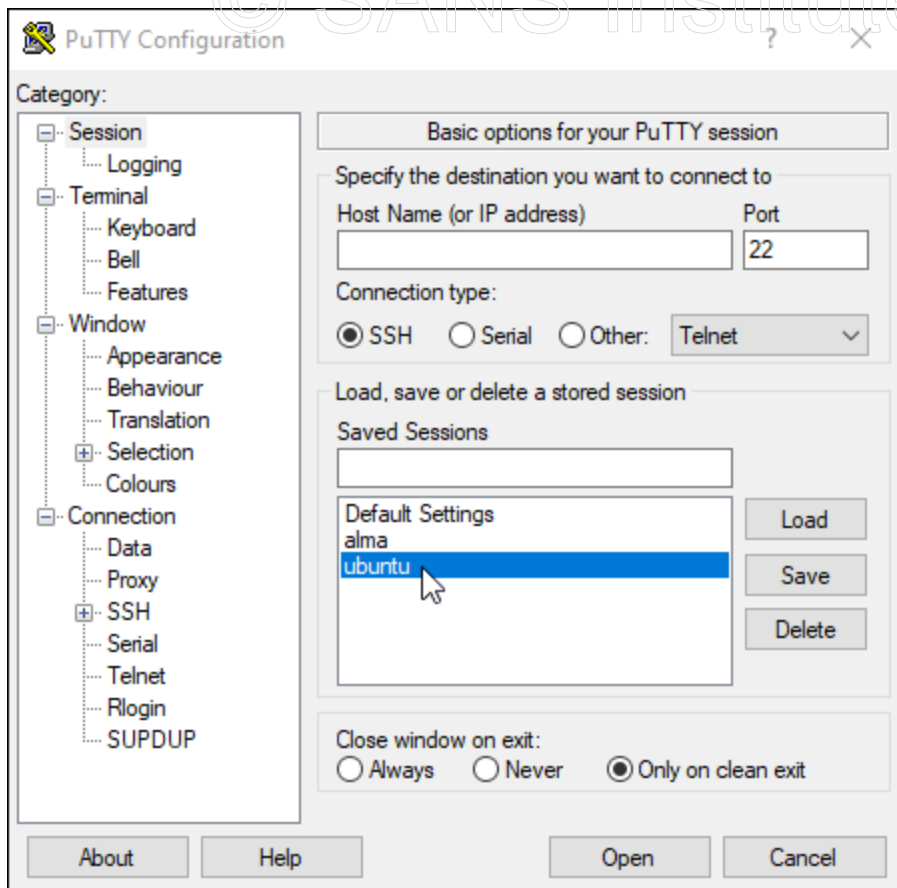 © SANS Institute
PuTTY Configuration
?
Category:
Session
Logging
Terminal
Keyboard
Bell
Features
Window
Appearance
Behaviour
Translation
Selection
Colours
Connection
Data
Proxy
SSH
Serial
Telnet
Rlogin
SUPDUP
Basic options for your PuTTY session
Specify the destination you want to connect to
Host Name (or IP address) Port
22
Connection type:
SSH Serial Other: Telnet
Load, save or delete a stored session
Saved Sessions
Default Settings
alma
ubuntu
Load
Save
Delete
Close window on exit:
Always Never Only on clean exit
About Help Open Cancel